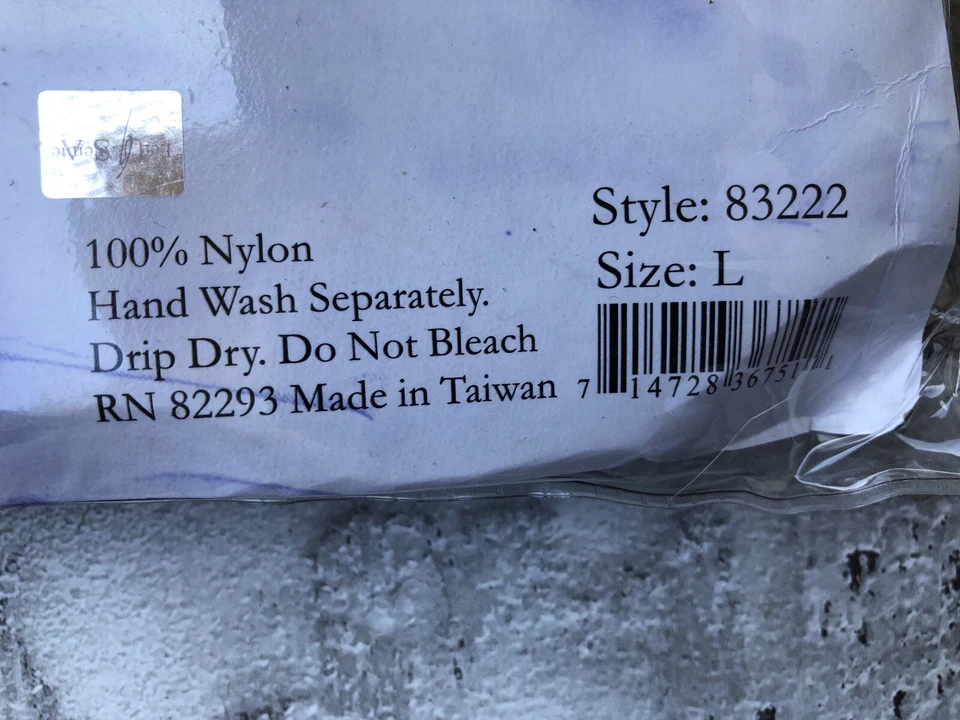 100% Nylon
Hand Wash Separately.
Drip Dry. Do Not Bleach
RN 82293 Made in Taiwan
Style: 83222
Size: L
7 14728 36751 1